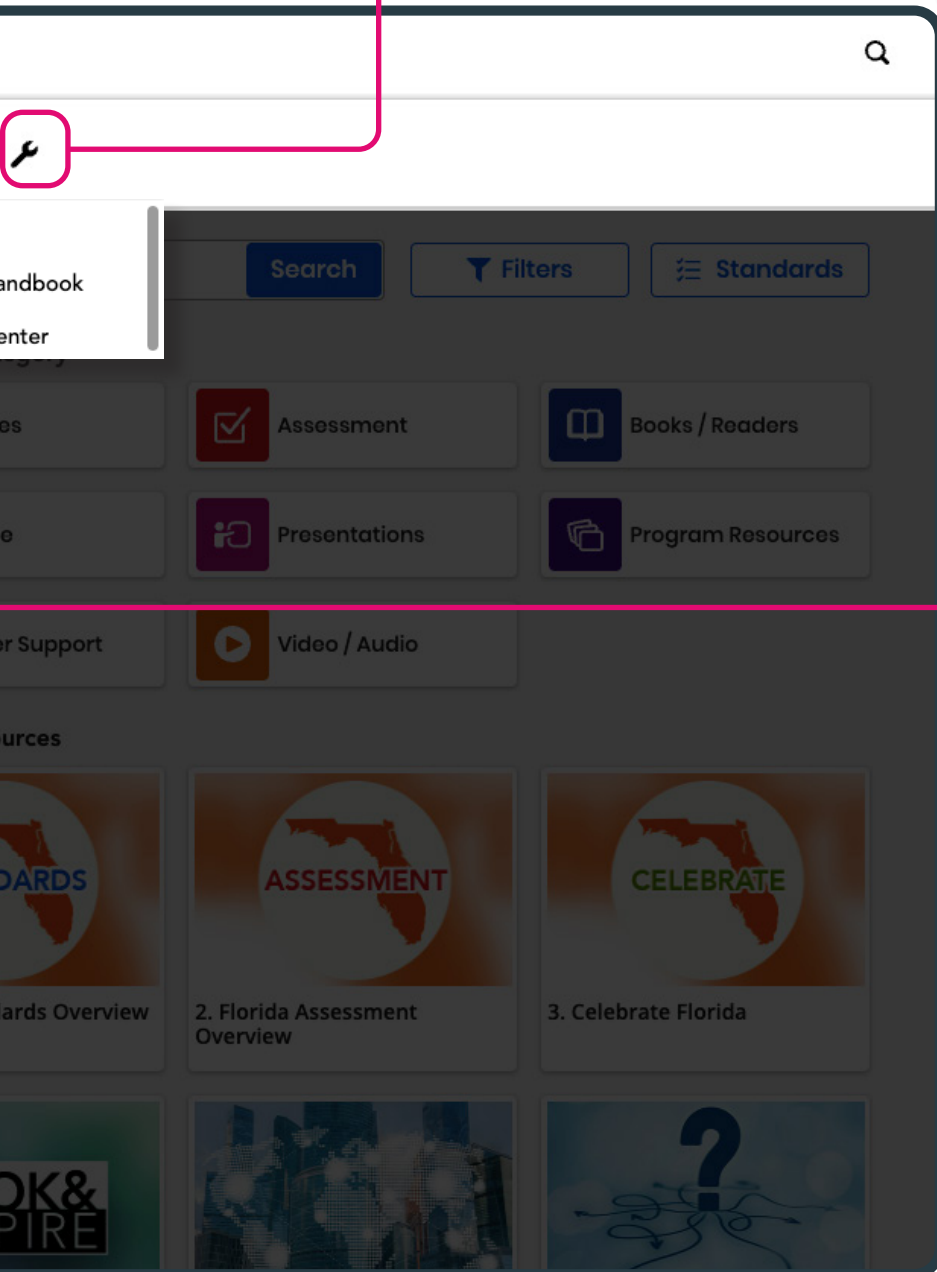 andbook
enter
Search
Filters
Standards
es
Assessment
Books / Readers
e
Presentations
Program Resources
er Support
Video / Audio
urces
DARDS
ASSESSMENT
CELEBRATE
lards Overview
2. Florida Assessment
Overview
3. Celebrate Florida
OK&
PIRE
?